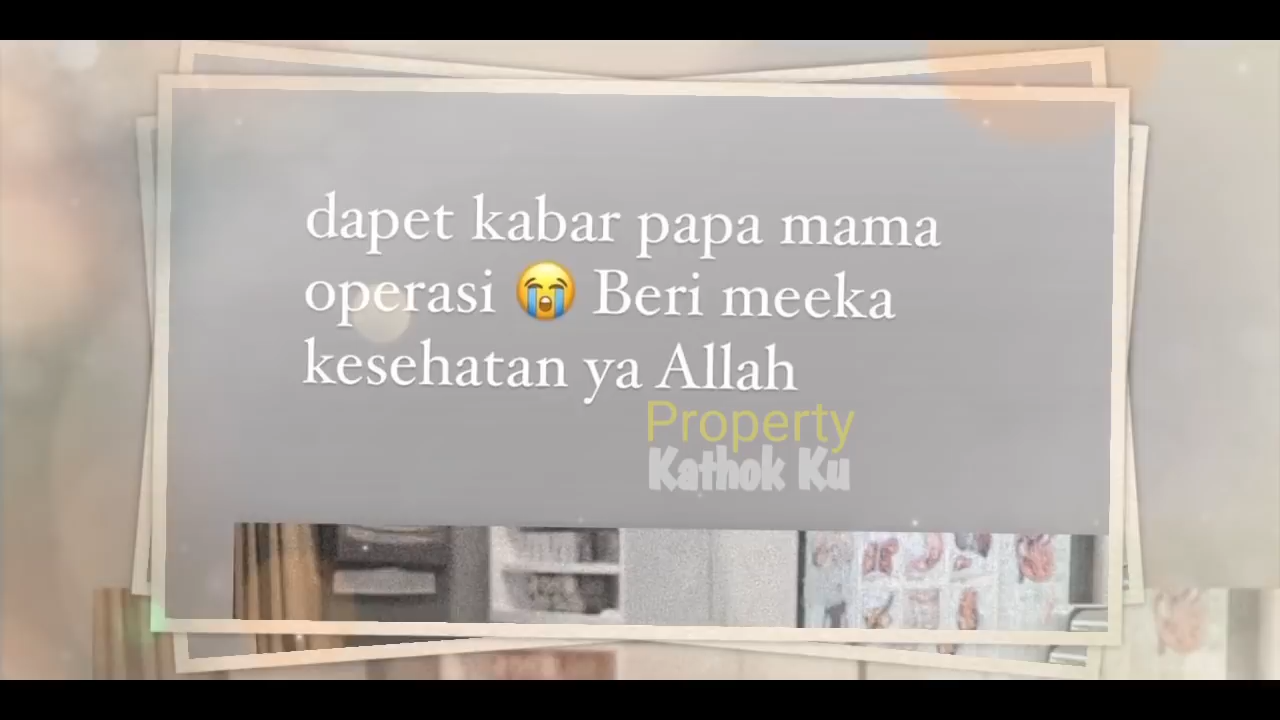 dapet kabar papa mama
operasi 😭 Beri meeka
kesehatan ya Allah
Property
Kathok Ku